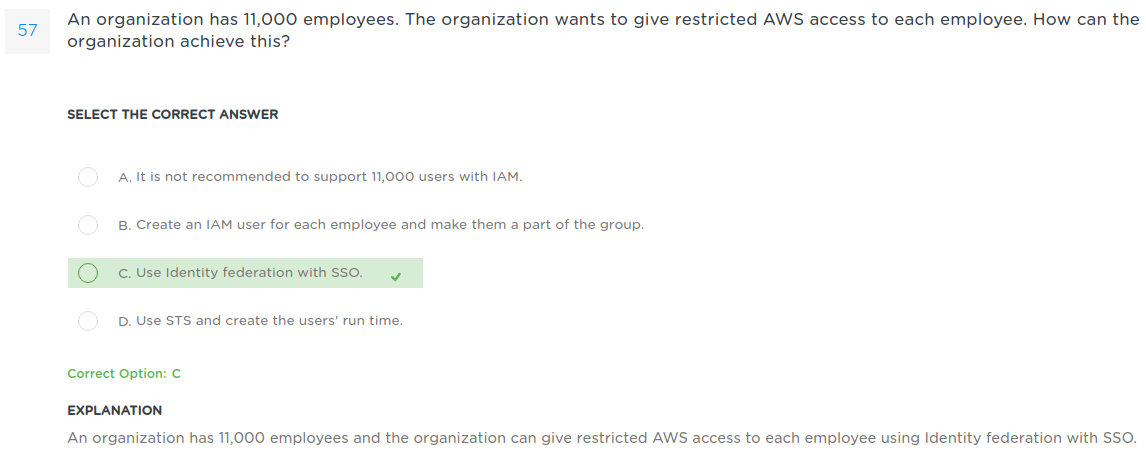 57
An organization has 11,000 employees. The organization wants to give restricted AWS access to each employee. How can the
organization achieve this?
SELECT THE CORRECT ANSWER
A. It is not recommended to support 11,000 users with IAM.
B. Create an IAM user for each employee and make them a part of the group.
C. Use Identity federation with SSO.
D. Use STS and create the users' run time.
Correct Option: C
EXPLANATION
An organization has 11,000 employees and the organization can give restricted AWS access to each employee using Identity federation with SSO.